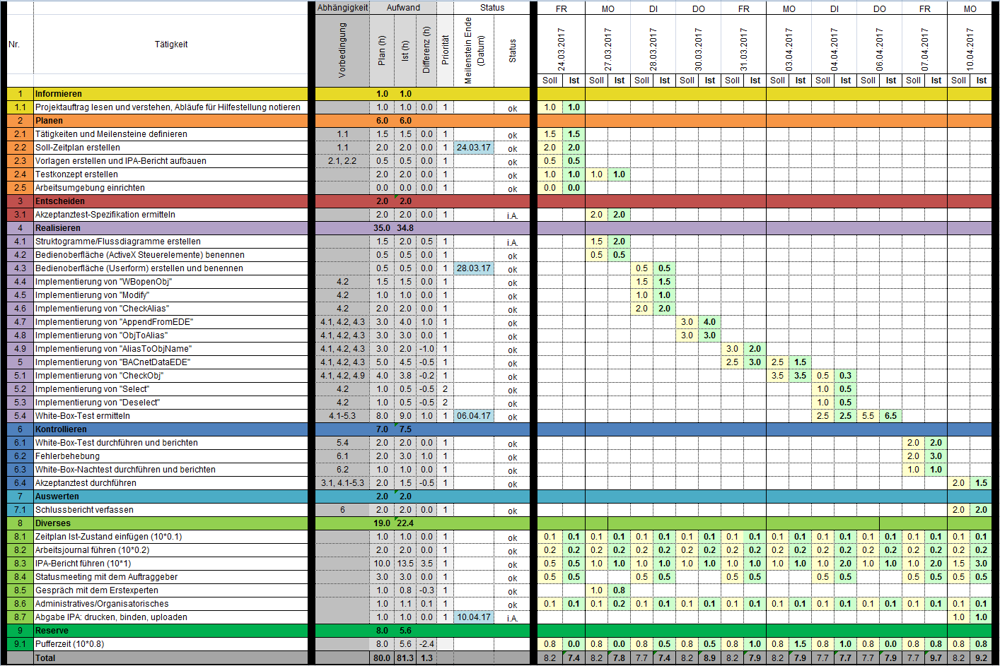 Abhängigkeit Aufwand Status FR MO DI DO FR MO DI DO FR MO
Nr. Tätigkeit Vorbedingung Plan (h) Ist (h) Differenz (h) Priorität Meilenstein Ende (Datum) Status 24.03.2017 27.03.2017 28.03.2017 30.03.2017 31.03.2017 03.04.2017 04.04.2017 06.04.2017 07.04.2017 10.04.2017
Soll Ist Soll Ist Soll Ist Soll Ist Soll Ist Soll Ist Soll Ist Soll Ist Soll Ist Soll Ist
1 Informieren 1.0 1.0
1.1 Projektauftrag lesen und verstehen, Abläufe für Hilfestellung notieren 1.0 1.0 0.0 1 ok 1.0 1.0
2 Planen 6.0 6.0
2.1 Tätigkeiten und Meilensteine definieren 1.1 1.5 1.5 0.0 1 ok 1.5 1.5
2.2 Soll-Zeitplan erstellen 1.1 2.0 2.0 0.0 1 24.03.17 ok 2.0 2.0
2.3 Vorlagen erstellen und IPA-Bericht aufbauen 2.1, 2.2 0.5 0.5 0.0 1 ok 0.5 0.5
2.4 Testkonzept erstellen 2.0 2.0 0.0 1 ok 1.0 1.0 1.0 1.0
2.5 Arbeitsumgebung einrichten 0.0 0.0 0.0 1 ok 0.0 0.0
3 Entscheiden 2.0 2.0
3.1 Akzeptanztest-Spezifikation ermitteln 2.0 2.0 0.0 1 i.A. 2.0 2.0
4 Realisieren 35.0 34.8
4.1 Struktogramme/Flussdiagramme erstellen 1.5 2.0 0.5 1 i.A. 1.5 2.0
4.2 Bedienoberfläche (ActiveX Steuerelemente) benennen 0.5 0.5 0.0 1 ok 0.5 0.5
4.3 Bedienoberfläche (Userform) erstellen und benennen 0.5 0.5 0.0 1 28.03.17 ok 0.5 0.5
4.4 Implementierung von "WBopenObj" 4.2 1.5 1.5 0.0 1 ok 1.5 1.5
4.5 Implementierung von "Modify" 4.2 1.0 1.0 0.0 1 ok 1.0 1.0
4.6 Implementierung von "CheckAlias" 4.2 2.0 2.0 0.0 1 ok 2.0 2.0
4.7 Implementierung von "AppendFromEDE" 4.1, 4.2, 4.3 3.0 4.0 1.0 1 ok 3.0 4.0
4.8 Implementierung von "ObjToAlias" 4.1, 4.2, 4.3 3.0 3.0 0.0 1 ok 3.0 3.0
4.9 Implementierung von "AliasToObjName" 4.1, 4.2, 4.3 3.0 2.0 -1.0 1 ok 3.0 2.0
5 Implementierung von "BACnetDataEDE" 4.1, 4.2, 4.3 5.0 4.5 -0.5 1 ok 2.5 3.0 2.5 1.5
5.1 Implementierung von "CheckObj" 4.1, 4.2, 4.9 4.0 3.8 -0.2 1 ok 3.5 3.5 0.5 0.3
5.2 Implementierung von "Select" 4.2 1.0 0.5 -0.5 2 ok 1.0 0.5
5.3 Implementierung von "Deselect" 4.2 1.0 0.5 -0.5 2 ok 1.0 0.5
5.4 White-Box-Test ermitteln 4.1-5.3 8.0 9.0 1.0 1 06.04.17 ok 2.5 2.5 5.5 6.5
6 Kontrollieren 7.0 7.5
6.1 White-Box-Test durchführen und berichten 5.4 2.0 2.0 0.0 1 ok 2.0 2.0
6.2 Fehlerbehebung 6.1 2.0 3.0 1.0 1 ok 2.0 3.0
6.3 White-Box-Nachtest durchführen und berichten 6.2 1.0 1.0 0.0 1 ok 1.0 1.0
6.4 Akzeptanztest durchführen 3.1, 4.1-5.3 2.0 1.5 -0.5 1 ok 2.0 1.5
7 Auswerten 2.0 2.0
7.1 Schlussbericht verfassen 6 2.0 2.0 0.0 1 ok 2.0 2.0
8 Diverses 19.0 22.4
8.1 Zeitplan Ist-Zustand einfügen (10*0.1) 1.0 1.0 0.0 1 ok 0.1 0.1 0.1 0.1 0.1 0.1 0.1 0.1 0.1 0.1 0.1 0.1 0.1 0.1 0.1 0.1 0.1 0.1 0.1 0.1
8.2 Arbeitsjournal führen (10*0.2) 2.0 2.0 0.0 1 ok 0.2 0.2 0.2 0.2 0.2 0.2 0.2 0.2 0.2 0.2 0.2 0.2 0.2 0.2 0.2 0.2 0.2 0.2 0.2 0.2
8.3 IPA-Bericht führen (10*1) 10.0 13.5 3.5 1 ok 0.5 0.5 1.0 1.0 1.0 1.0 1.0 1.0 1.0 1.0 1.0 1.0 1.0 2.0 1.0 1.0 1.0 2.0 1.5 3.0
8.4 Statusmeeting mit dem Auftraggeber 3.0 3.0 0.0 1 ok 0.5 0.5 0.5 0.5 0.5 0.5 0.5 0.5 0.5 0.5 0.5 0.5
8.5 Gespräch mit dem Erstexperten 1.0 0.8 -0.3 1 ok 1.0 0.8
8.6 Administratives/Organisatorisches 1.0 1.1 0.1 1 ok 0.1 0.1 0.1 0.2 0.1 0.1 0.1 0.1 0.1 0.1 0.1 0.1 0.1 0.1 0.1 0.1 0.1 0.1 0.1 0.1
8.7 Abgabe IPA: drucken, binden, uploaden 1.0 1.0 0.0 1 10.04.17 i.A. 1.0 1.0
9 Reserve 8.0 5.6
9.1 Pufferzeit (10*0.8) 8.0 5.6 -2.4 0.8 0.0 0.8 0.0 0.8 0.5 0.8 0.5 0.8 1.0 0.8 1.5 0.8 1.0 0.8 0.0 0.8 0.8 0.8 0.8
Total 80.0 81.3 1.3 8.2 7.4 8.2 7.8 7.7 7.4 8.2 8.9 8.2 7.9 8.2 7.9 7.7 7.7 7.7 7.9 7.7 9.7 8.2 9.2